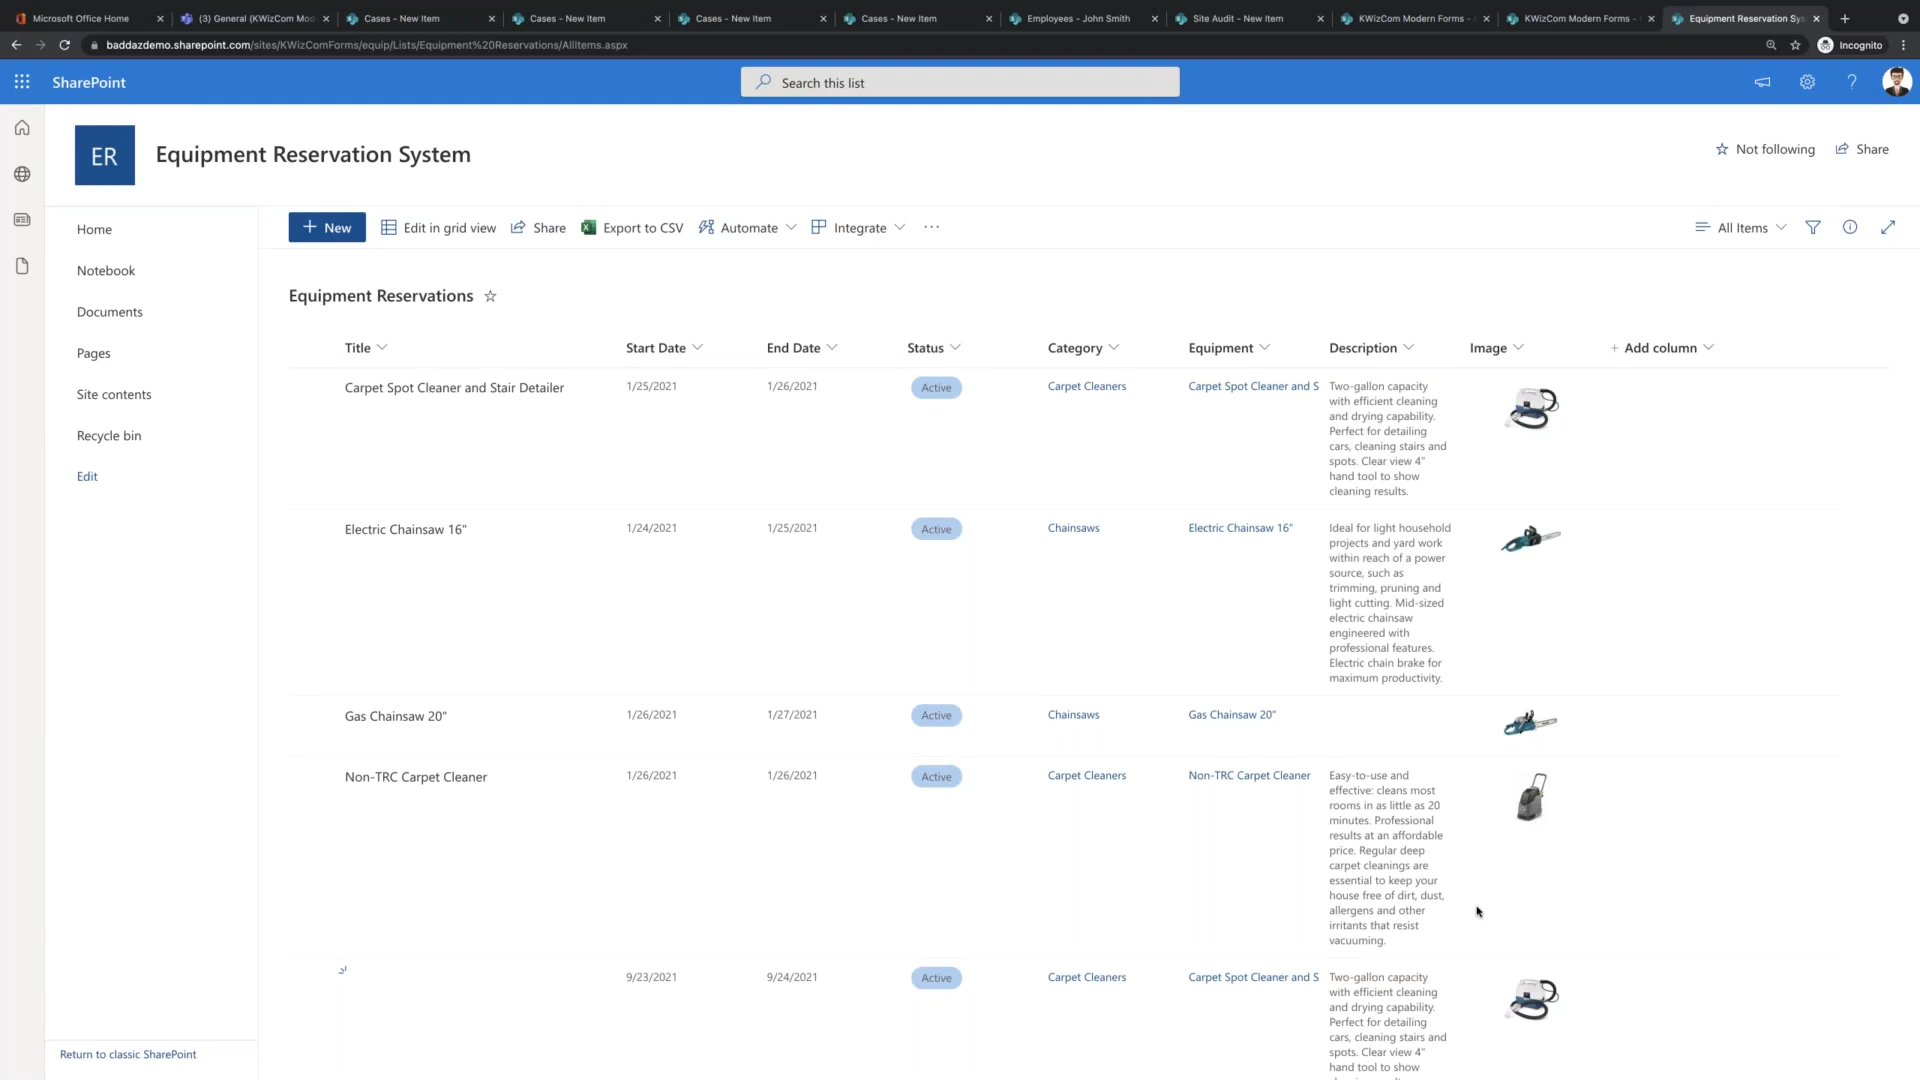 Microsoft Office Home
(3) General (KWizCom Mod
Cases - New Item
Cases - New Item
Cases - New Item
Cases - New Item
Employees - John Smith
Site Audit - New Item
KWizCom Modern Forms -
KWizCom Modern Forms -
Equipment Reservation Sys
baddazdemo.sharepoint.com/sites/KWizComForms/equip/Lists/Equipment%20Reservations/AllItems.aspx
Incognito
SharePoint
Search this list
ER
Equipment Reservation System
Not following
Share
Home
Notebook
Documents
Pages
Site contents
Recycle bin
Edit
Return to classic SharePoint
+ New
Edit in grid view
Share
Export to CSV
Automate
Integrate
...
All Items
Equipment Reservations
Title
Start Date
End Date
Status
Category
Equipment
Description
Image
+ Add column
Carpet Spot Cleaner and Stair Detailer
1/25/2021
1/26/2021
Active
Carpet Cleaners
Carpet Spot Cleaner and S
Two-gallon capacity
with efficient cleaning
and drying capability.
Perfect for detailing
cars, cleaning stairs and
spots. Clear view 4"
hand tool to show
cleaning results.
Electric Chainsaw 16"
1/24/2021
1/25/2021
Active
Chainsaws
Electric Chainsaw 16"
Ideal for light household
projects and yard work
within reach of a power
source, such as
trimming, pruning and
light cutting. Mid-sized
electric chainsaw
engineered with
professional features.
Electric chain brake for
maximum productivity.
Gas Chainsaw 20"
1/26/2021
1/27/2021
Active
Chainsaws
Gas Chainsaw 20"
Non-TRC Carpet Cleaner
1/26/2021
1/26/2021
Active
Carpet Cleaners
Non-TRC Carpet Cleaner
Easy-to-use and
effective: cleans most
rooms in as little as 20
minutes. Professional
results at an affordable
price. Regular deep
carpet cleanings are
essential to keep your
house free of dirt, dust,
allergens and other
irritants that resist
vacuuming.
9/23/2021
9/24/2021
Active
Carpet Cleaners
Carpet Spot Cleaner and S
Two-gallon capacity
with efficient cleaning
and drying capability.
Perfect for detailing
cars, cleaning stairs and
spots. Clear view 4"
hand tool to show